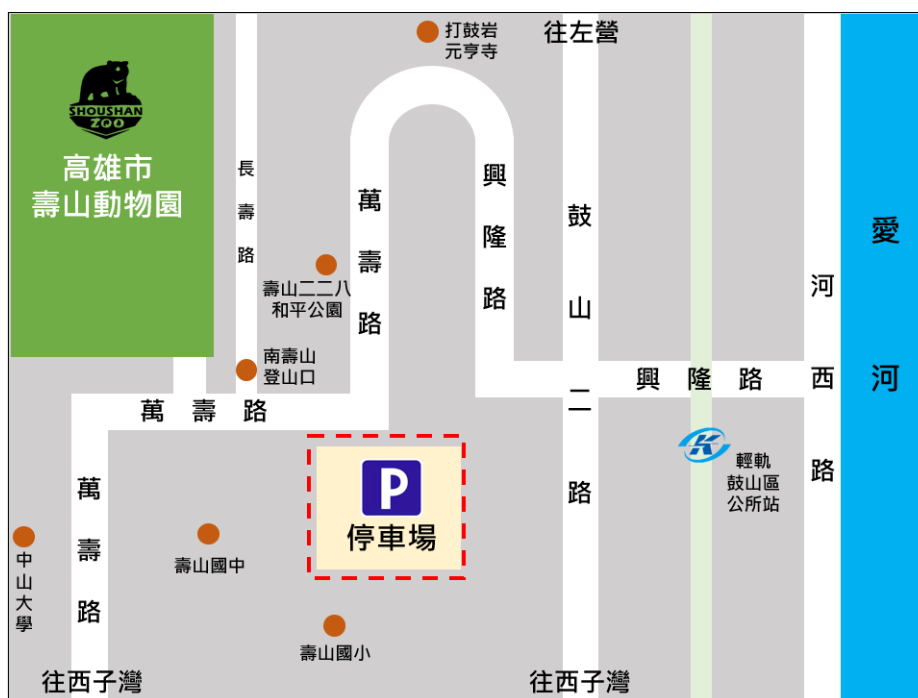 打鼓岩
元亨寺
往左營
SHOUSHAN
ZOO
高雄市
壽山動物園
長壽路
萬壽路
興隆路
鼓山二路
愛河
河西路
壽山二二八
和平公園
南壽山
登山口
萬壽路
興隆路
K
輕軌
鼓山區
公所站
P
停車場
萬壽路
中山大學
壽山國中
壽山國小
往西子灣
往西子灣